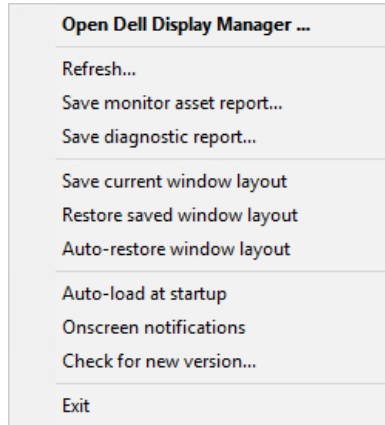 Open Dell Display Manager ...
Refresh...
Save monitor asset report...
Save diagnostic report...
Save current window layout
Restore saved window layout
Auto-restore window layout
Auto-load at startup
Onscreen notifications
Check for new version...
Exit